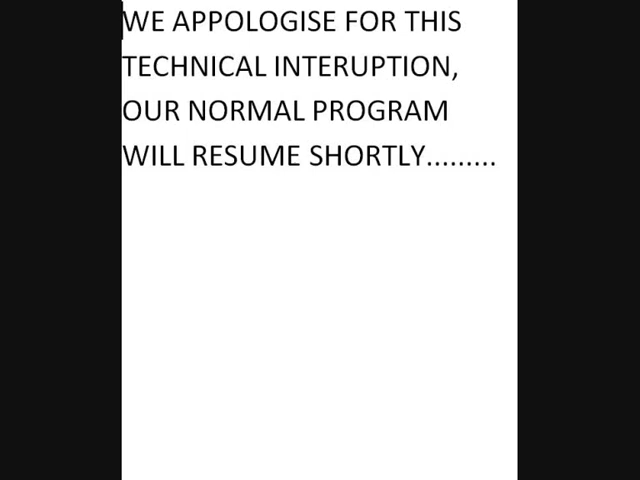 WE APPOLOGISE FOR THIS
TECHNICAL INTERUPTION,
OUR NORMAL PROGRAM
WILL RESUME SHORTLY.........